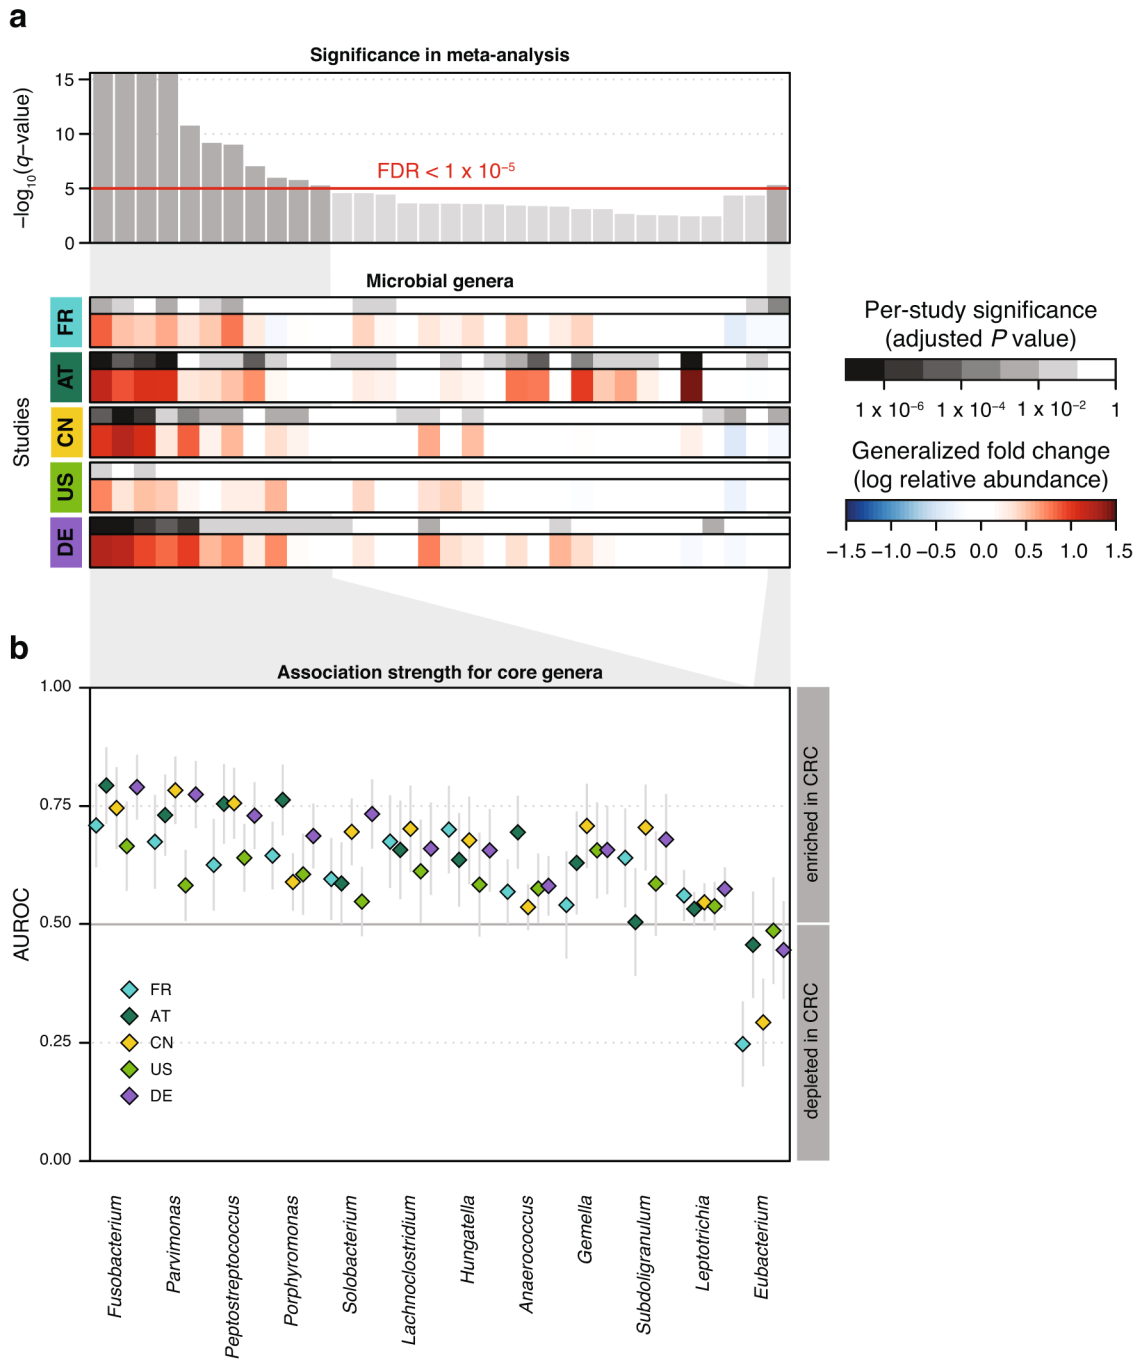 a
Significance in meta-analysis
−log10(q−value)
15
10
5
0
FDR < 1 x 10−5
Microbial genera
Studies
FR
AT
CN
US
DE
Per-study significance
(adjusted P value)
1 x 10−6 1 x 10−4 1 x 10−2 1
Generalized fold change
(log relative abundance)
−1.5 −1.0 −0.5 0.0 0.5 1.0 1.5
b
Association strength for core genera
AUROC
1.00
0.75
0.50
0.25
0.00
enriched in CRC
depleted in CRC
FR
AT
CN
US
DE
Fusobacterium
Parvimonas
Peptostreptococcus
Porphyromonas
Solobacterium
Lachnoclostridium
Hungatella
Anaerococcus
Gemella
Subdoligranulum
Leptotrichia
Eubacterium